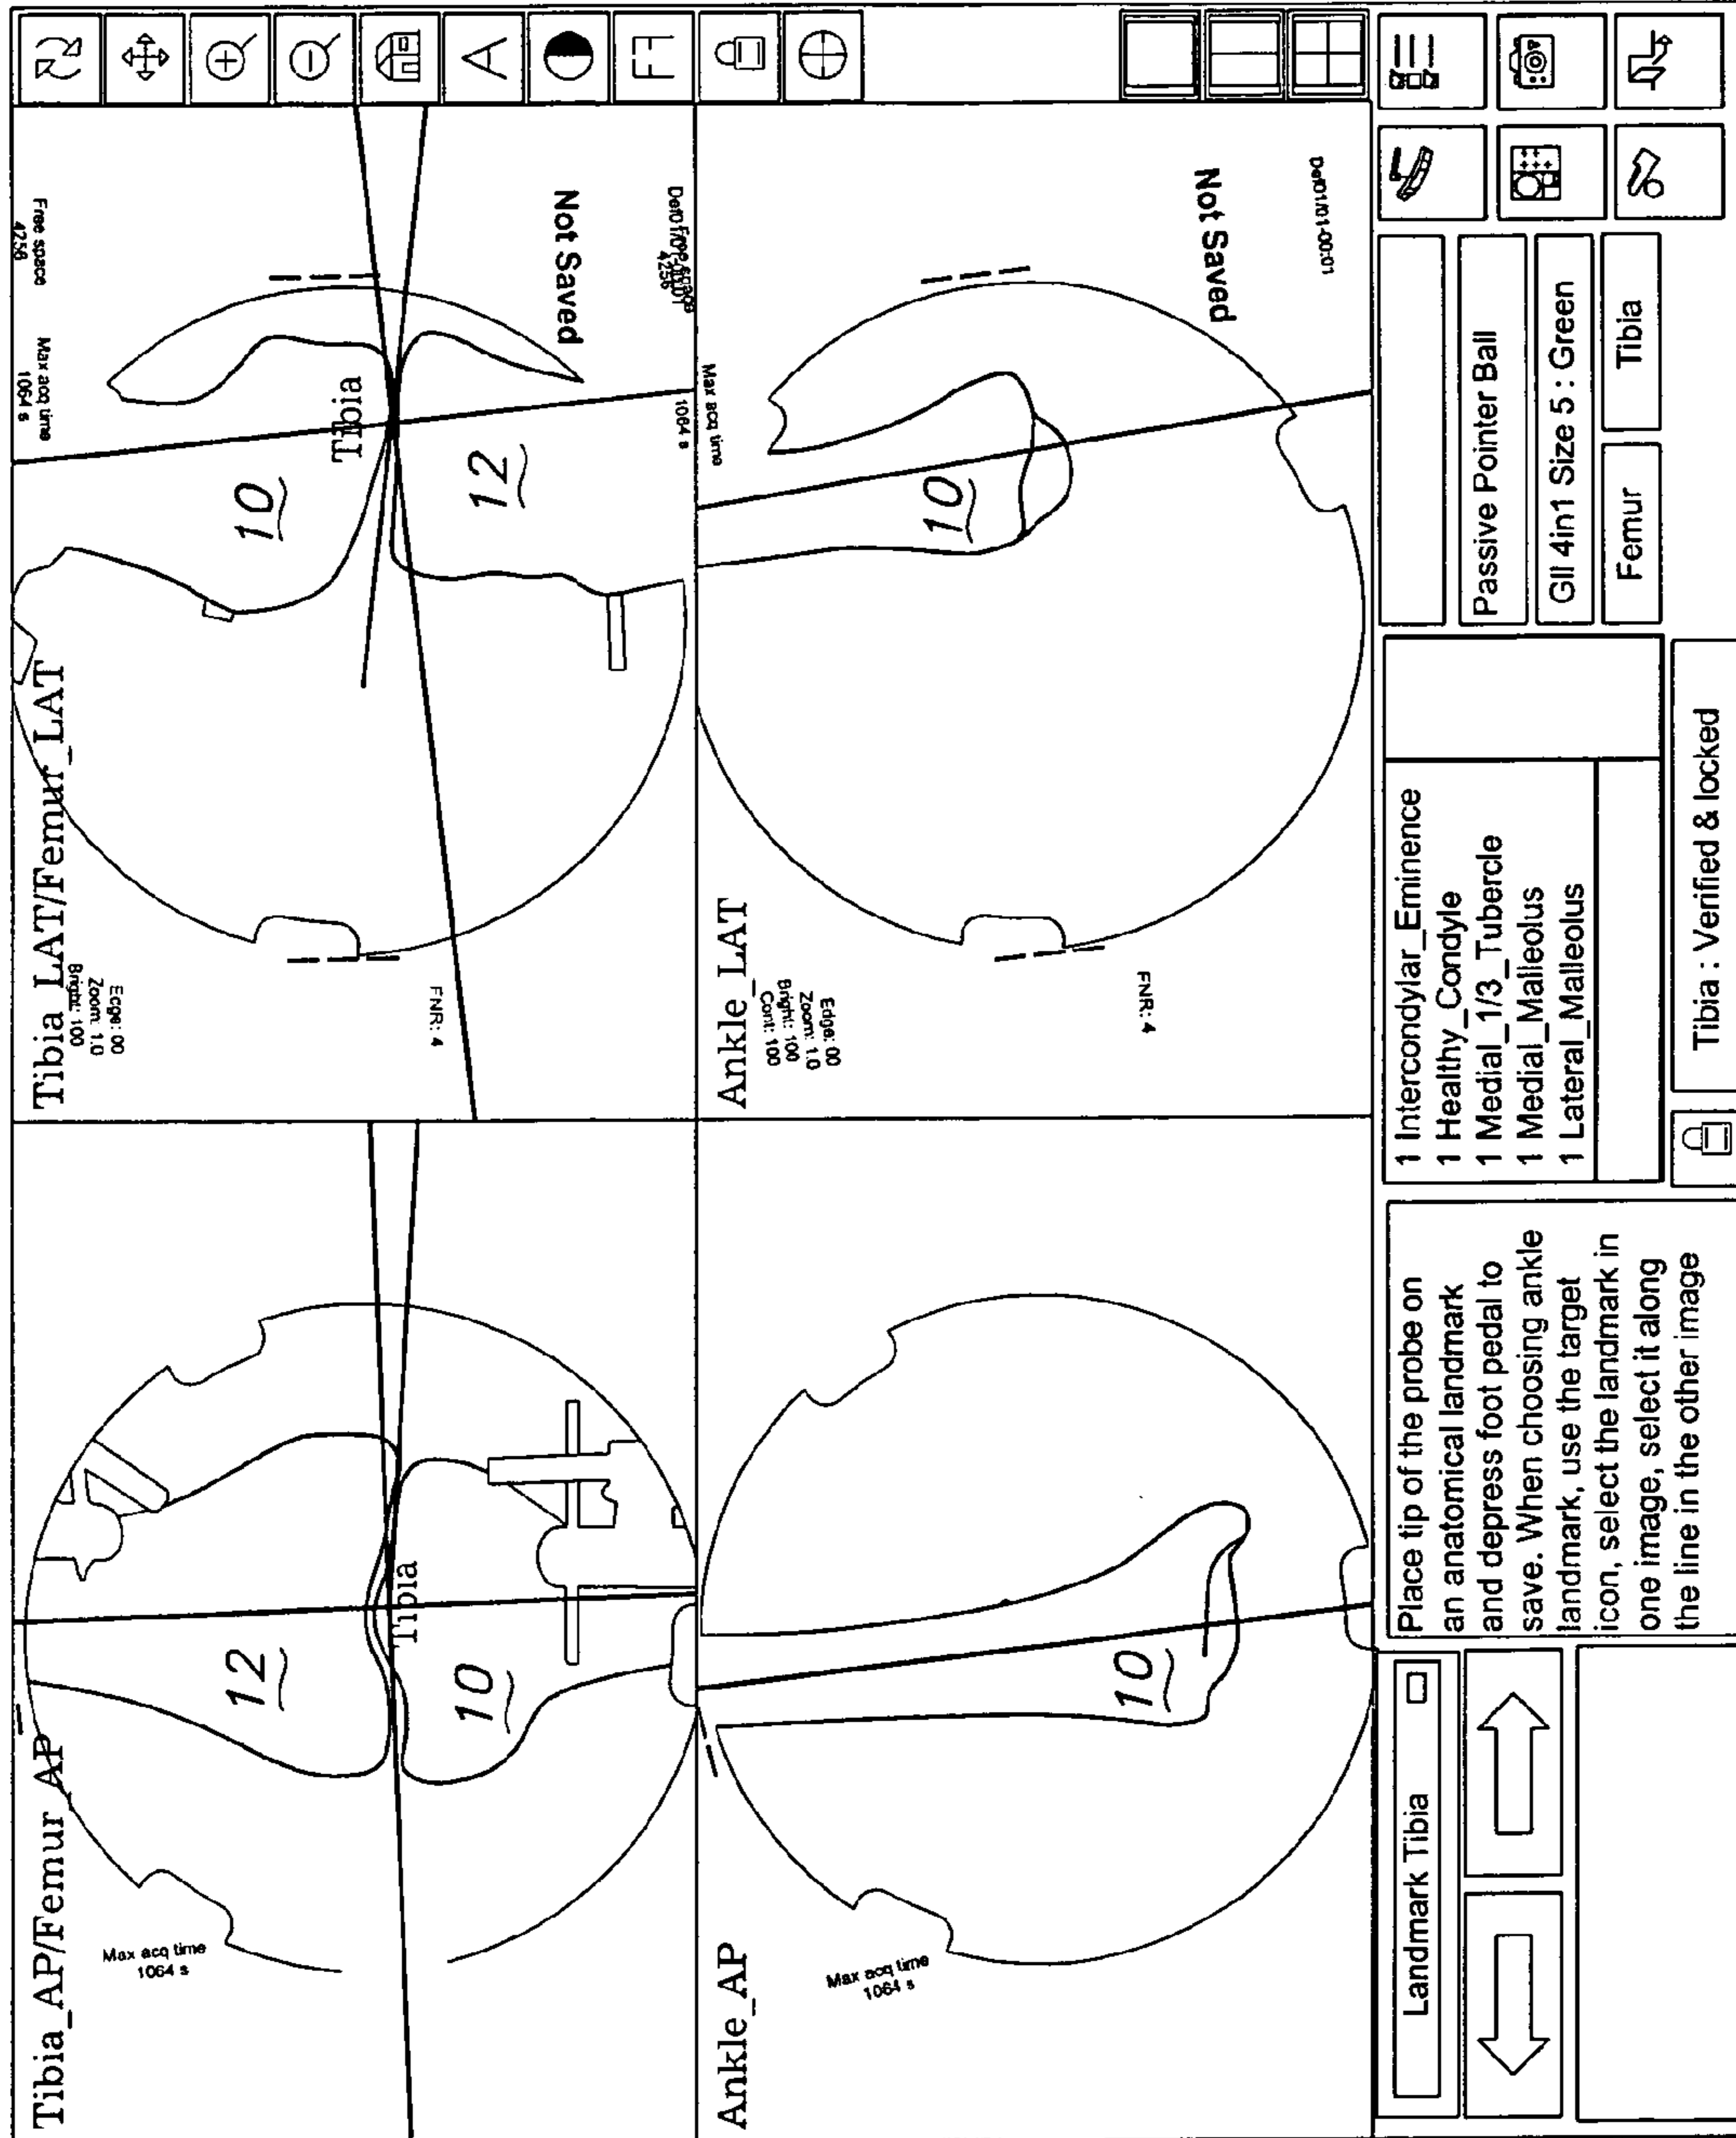 Tibia_AP/Femur_AP
Max acq time
1064 s
12
Tibia
10
Tibia_LAT/Femur_LAT
Edge: 00
Zoom: 1.0
Bright: 100
FNR: 4
Free space
4256
Max acq time
1064 s
10
Tibia
12
Not Saved
Ankle_AP
Max acq time
1064 s
10
Ankle_LAT
Edge: 00
Zoom: 1.0
Bright: 100
Cont: 100
FNR: 4
4256
Max acq time
1064 s
10
Not Saved
Def01/01-00:01
A
Landmark Tibia
Place tip of the probe on
an anatomical landmark
and depress foot pedal to
save. When choosing ankle
landmark, use the target
icon, select the landmark in
one image, select it along
the line in the other image
1 Intercondylar_Eminence
1 Healthy_Condyle
1 Medial_1/3_Tubercle
1 Medial_Malleolus
1 Lateral_Malleolus
Tibia : Verified & locked
Passive Pointer Ball
GII 4in1 Size 5 : Green
Femur
Tibia